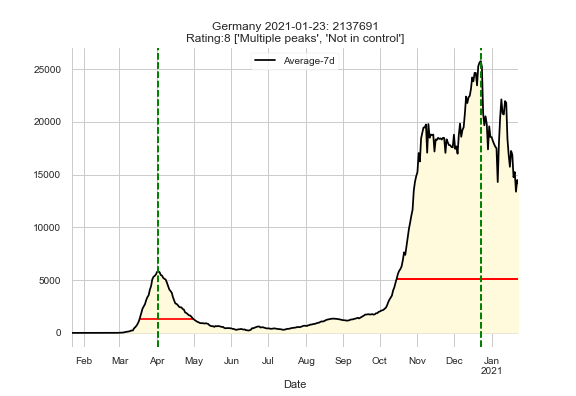 Germany 2021-01-23: 2137691
Rating:8 ['Multiple peaks', 'Not in control']
Average-7d
25000
20000
15000
10000
5000
0
Feb Mar Apr May Jun Jul Aug Sep Oct Nov Dec Jan
2021
Date